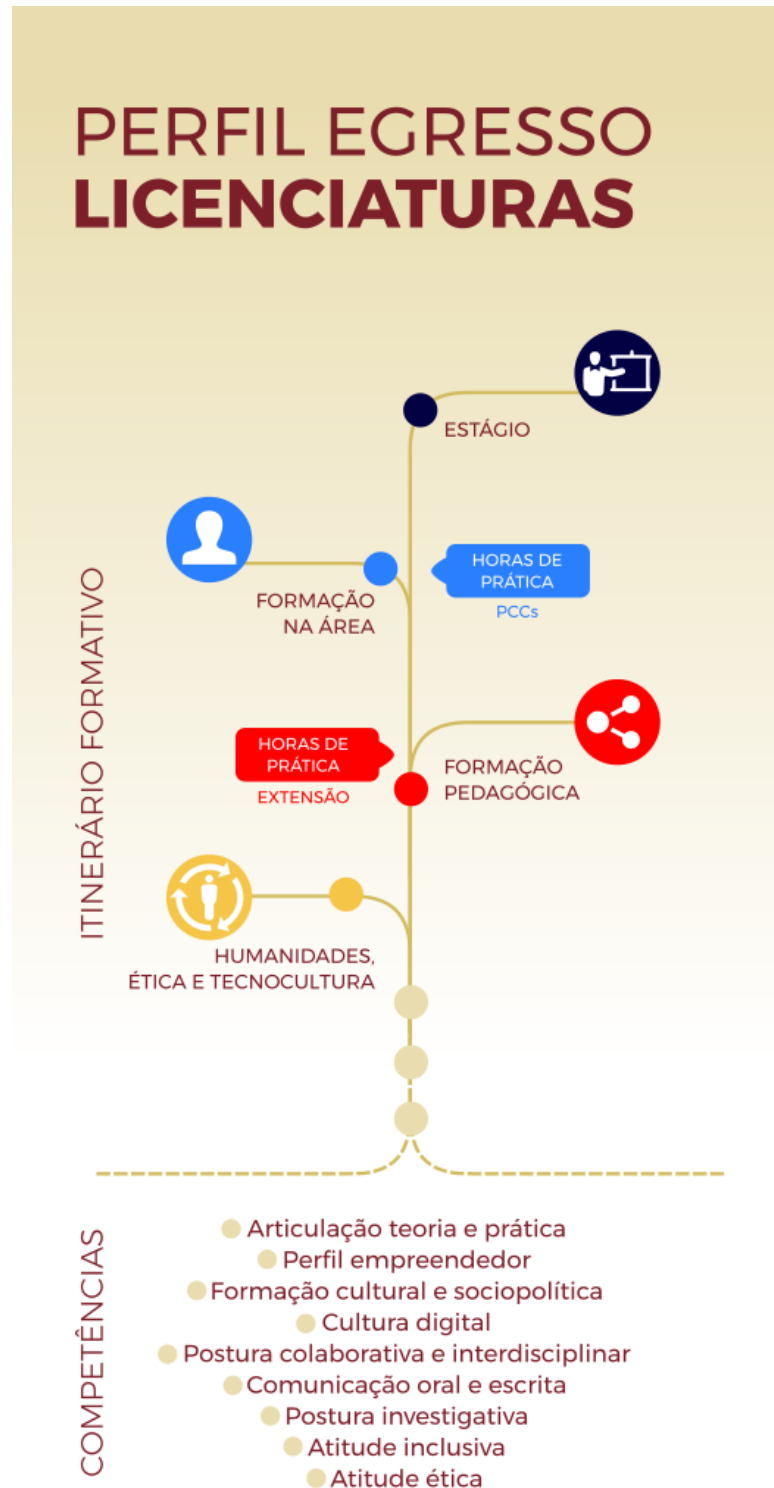 PERFIL EGRESSO
LICENCIATURAS
ITINERÁRIO FORMATIVO
ESTÁGIO
FORMAÇÃO
NA ÁREA
HORAS DE
PRÁTICA
PCCs
HORAS DE
PRÁTICA
EXTENSÃO
FORMAÇÃO
PEDAGÓGICA
HUMANIDADES,
ÉTICA E TECNOCULTURA
COMPETÊNCIAS
Articulação teoria e prática
Perfil empreendedor
Formação cultural e sociopolítica
Cultura digital
Postura colaborativa e interdisciplinar
Comunicação oral e escrita
Postura investigativa
Atitude inclusiva
Atitude ética